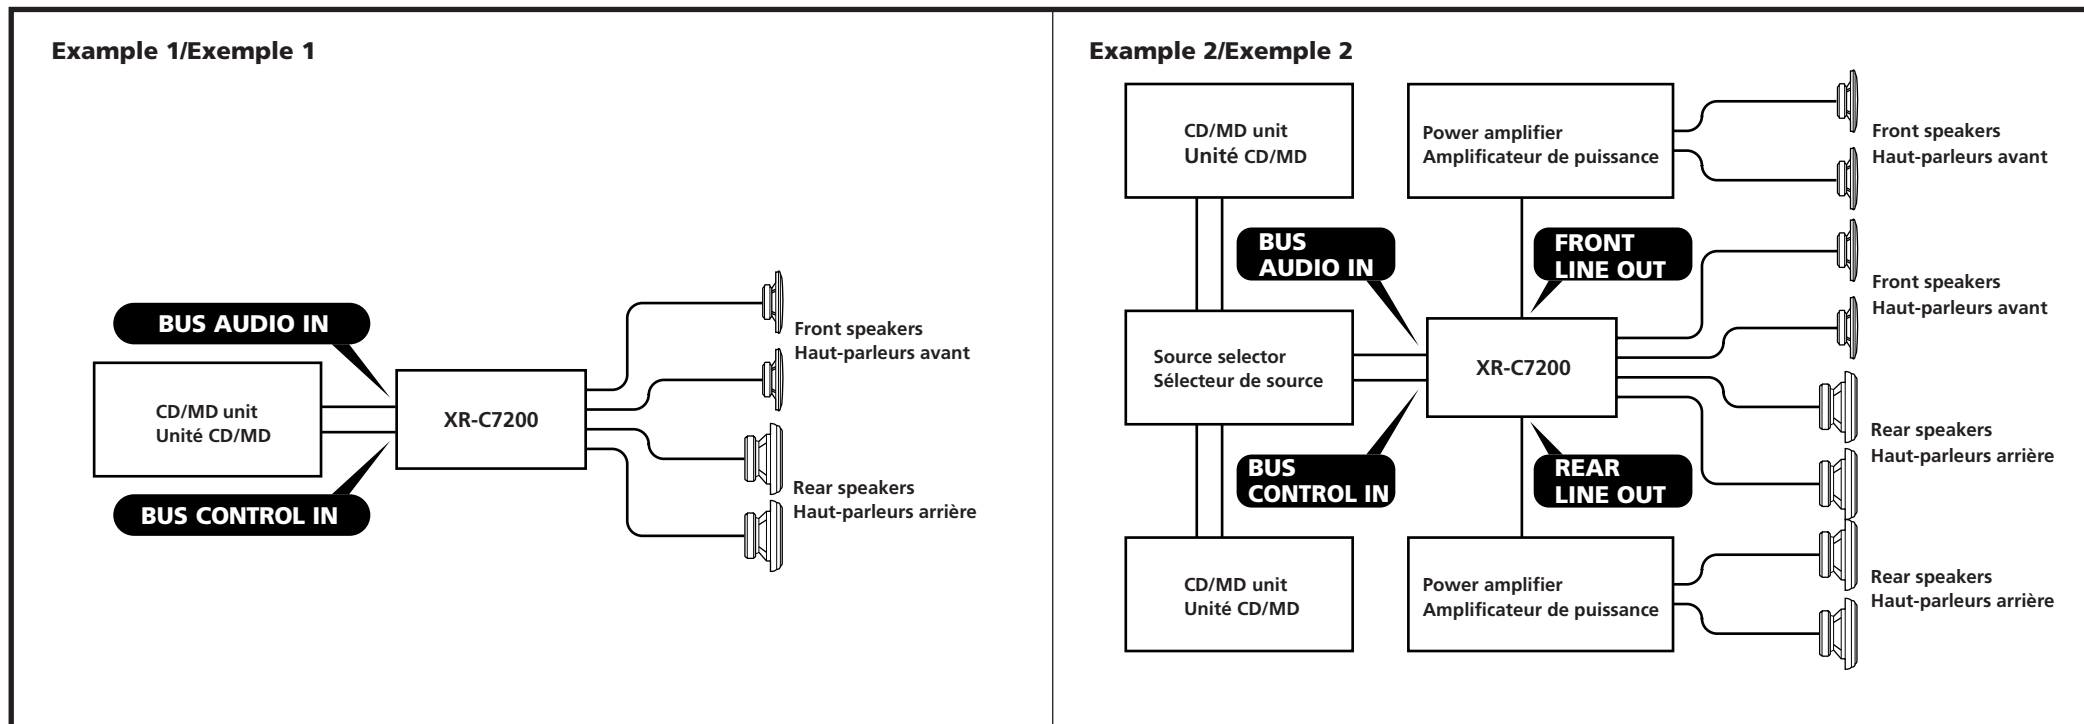 Example 1/Exemple 1
BUS AUDIO IN
CD/MD unit
Unité CD/MD
BUS CONTROL IN
XR-C7200
Front speakers
Haut-parleurs avant
Rear speakers
Haut-parleurs arrière
Example 2/Exemple 2
CD/MD unit
Unité CD/MD
Power amplifier
Amplificateur de puissance
Front speakers
Haut-parleurs avant
BUS
AUDIO IN
FRONT
LINE OUT
Front speakers
Haut-parleurs avant
Source selector
Sélecteur de source
XR-C7200
Rear speakers
Haut-parleurs arrière
BUS
CONTROL IN
REAR
LINE OUT
CD/MD unit
Unité CD/MD
Power amplifier
Amplificateur de puissance
Rear speakers
Haut-parleurs arrière